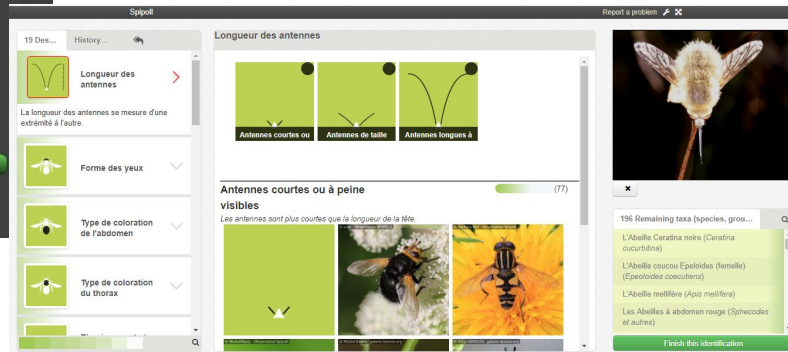 Spipoll
Report a problem
19 Des...
History...
Longueur des
antennes
La longueur des antennes se mesure d'une
extrémité à l'autre.
Forme des yeux
Type de coloration
de l'abdomen
Type de coloration
du thorax
Longueur des antennes
Antennes courtes ou
Antennes de taille
Antennes longues à
Antennes courtes ou à peine
visibles
(77)
Les antennes sont plus courtes que la longueur de la tête.
196 Remaining taxa (species, grou...
L'Abeille Ceratina noire (Ceratina
cucurbitina)
L'Abeille coucou Epeoloides (femelle)
(Epeoloides coecutiens)
L'Abeille mellifère (Apis mellifera)
Les Abeilles à abdomen rouge (Sphecodes
et autres)
Finish this identification